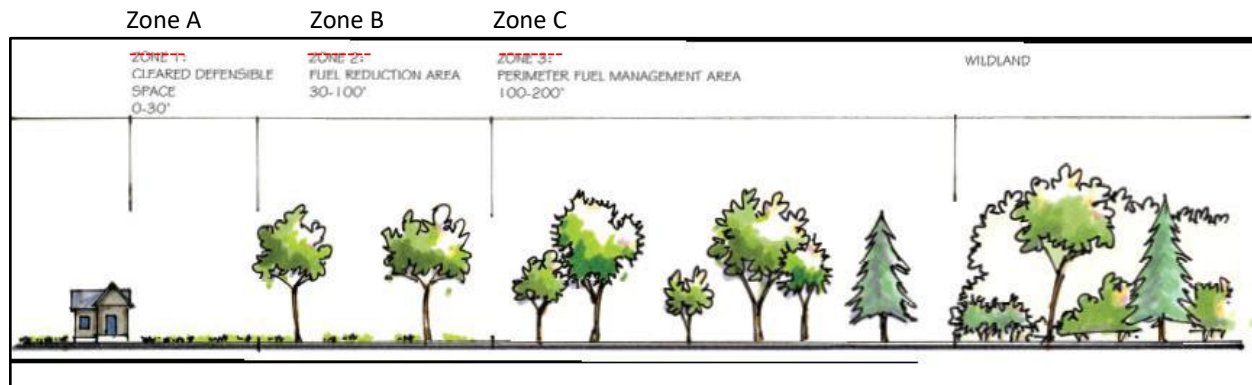 Zone A
Zone B
Zone C
ZONE 1:
CLEARED DEFENSIBLE
SPACE
0-30'
ZONE 2:
FUEL REDUCTION AREA
30-100'
ZONE 3:
PERIMETER FUEL MANAGEMENT AREA
100-200'
WILDLAND